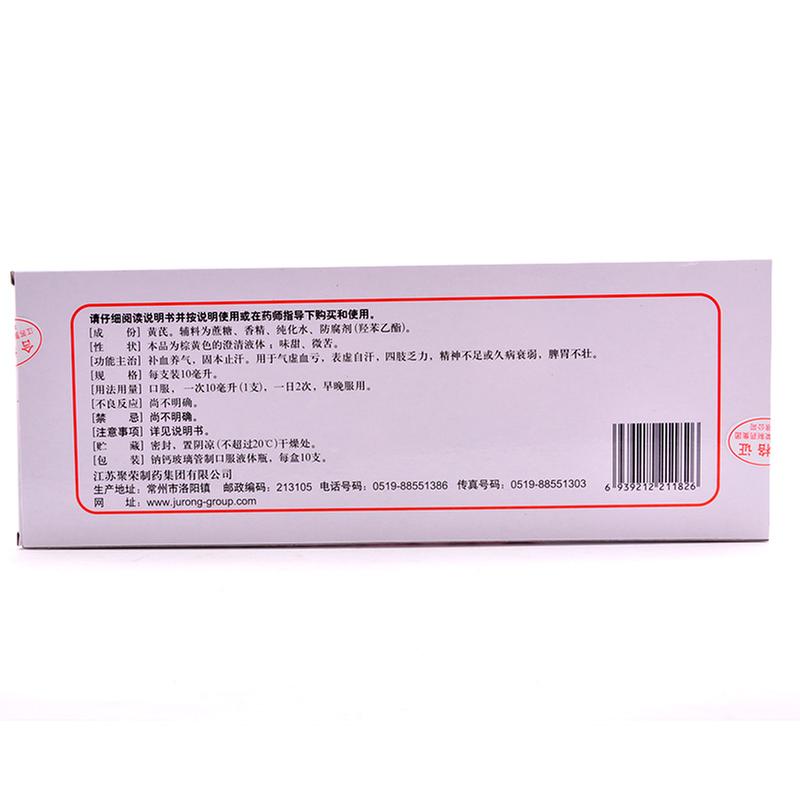 请仔细阅读说明书并按说明使用或在药师指导下购买和使用。
[成 份] 黄芪。辅料为蔗糖、香精、纯化水、防腐剂(羟苯乙酯)。
[性 状] 本品为棕黄色的澄清液体；味甜、微苦。
[功能主治] 补血养气，固本止汗。用于气虚血亏，表虚自汗，四肢乏力，精神不足或久病衰弱，脾胃不壮。
[规 格] 每支装10毫升。
[用法用量] 口服，一次10毫升(1支)，一日2次，早晚服用。
[不良反应] 尚不明确。
[禁 忌] 尚不明确。
[注意事项] 详见说明书。
[贮 藏] 密封，置阴凉(不超过20℃)干燥处。
[包 装] 钠钙玻璃管制口服液体瓶，每盒10支。
江苏聚荣制药集团有限公司
生产地址：常州市洛阳镇 邮政编码：213105 电话号码：0519-88551386 传真号码：0519-88551303
网 址：www.jurong-group.com
6 939212 211826
合
格证